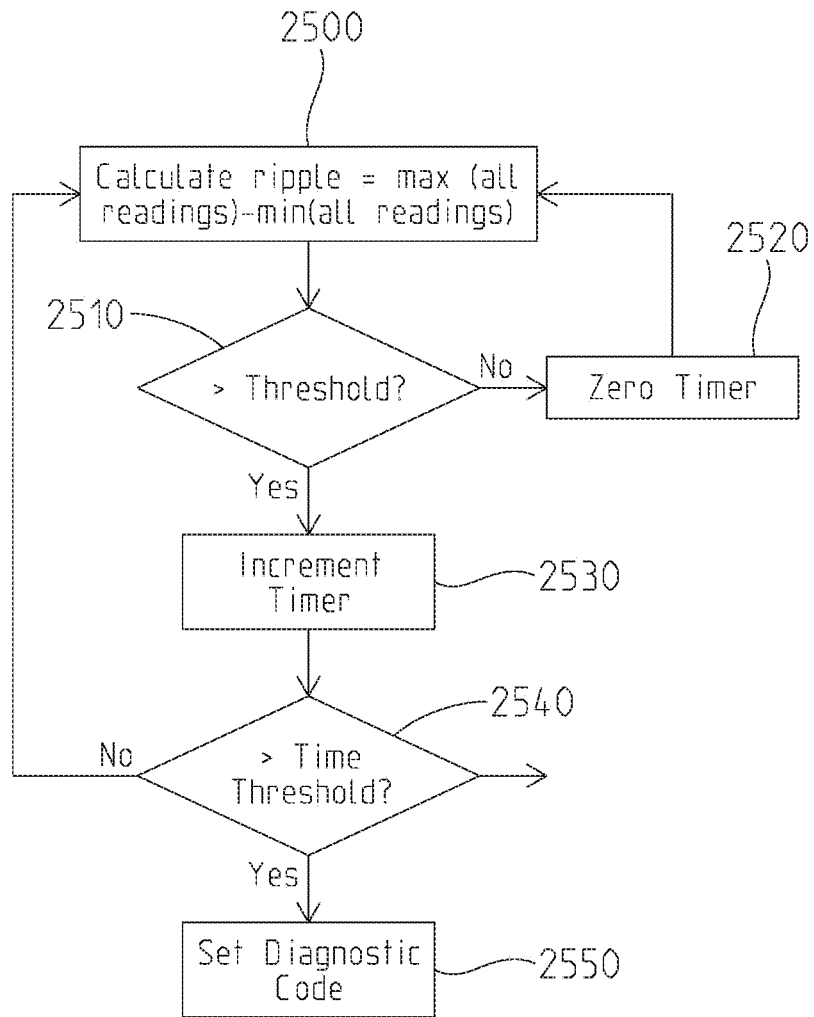 2500
Calculate ripple = max (all
readings)-min(all readings)
2520
2510
> Threshold?
No
Zero Timer
Yes
Increment
Timer
2530
2540
No
> Time
Threshold?
Yes
Set Diagnostic
Code
2550